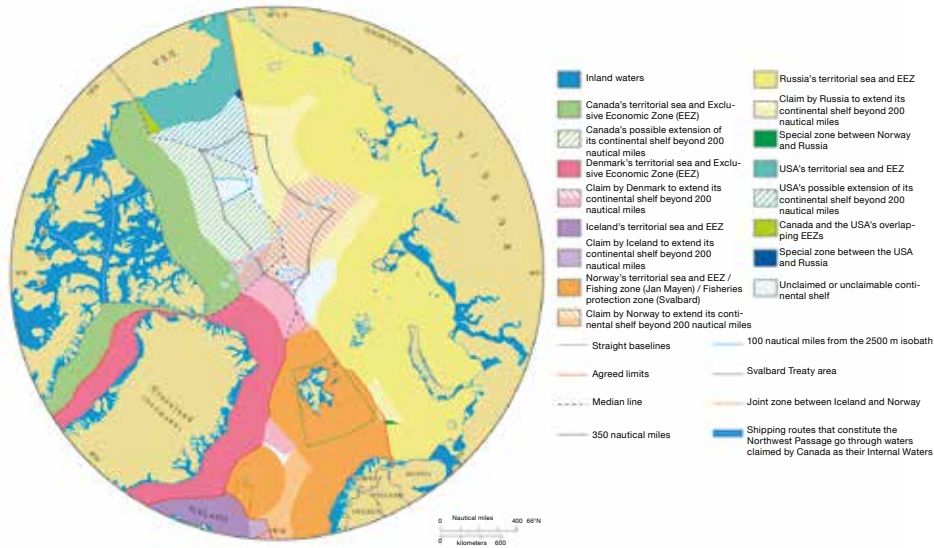 U S A
RUSSIA
Greenland
(DENMARK)
ICELAND
Inland waters
Canada's territorial sea and Exclu-
sive Economic Zone (EEZ)
Canada's possible extension of
its continental shelf beyond 200
nautical miles
Denmark's territorial sea and Exclu-
sive Economic Zone (EEZ)
Claim by Denmark to extend its
continental shelf beyond 200
nautical miles
Iceland's territorial sea and EEZ
Claim by Iceland to extend its
continental shelf beyond 200
nautical miles
Norway's territorial sea and EEZ /
Fishing zone (Jan Mayen) / Fisheries
protection zone (Svalbard)
Claim by Norway to extend its conti-
nental shelf beyond 200 nautical miles
Straight baselines
Agreed limits
Median line
350 nautical miles
Russia's territorial sea and EEZ
Claim by Russia to extend its
continental shelf beyond 200
nautical miles
Special zone between Norway
and Russia
USA's territorial sea and EEZ
USA's possible extension of its
continental shelf beyond 200
nautical miles
Canada and the USA's overlap-
ping EEZs
Special zone between the USA
and Russia
Unclaimed or unclaimable conti-
nental shelf
100 nautical miles from the 2500 m isobath
Svalbard Treaty area
Joint zone between Iceland and Norway
Shipping routes that constitute the
Northwest Passage go through waters
claimed by Canada as their Internal Waters
0 Nautical miles 400 66°N
0 kilometers 600